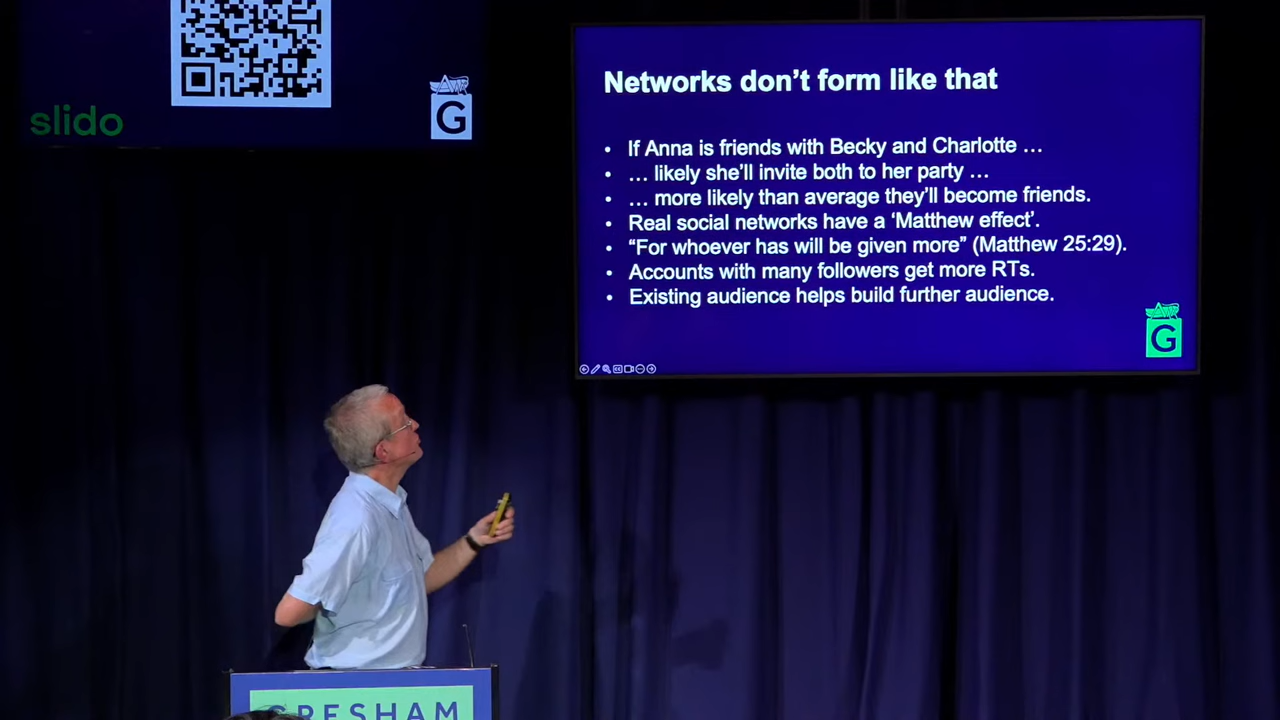 slido
G
Networks don’t form like that
• If Anna is friends with Becky and Charlotte …
• … likely she’ll invite both to her party …
• … more likely than average they’ll become friends.
• Real social networks have a ‘Matthew effect’.
• “For whoever has will be given more” (Matthew 25:29).
• Accounts with many followers get more RTs.
• Existing audience helps build further audience.
G
GRESHAM